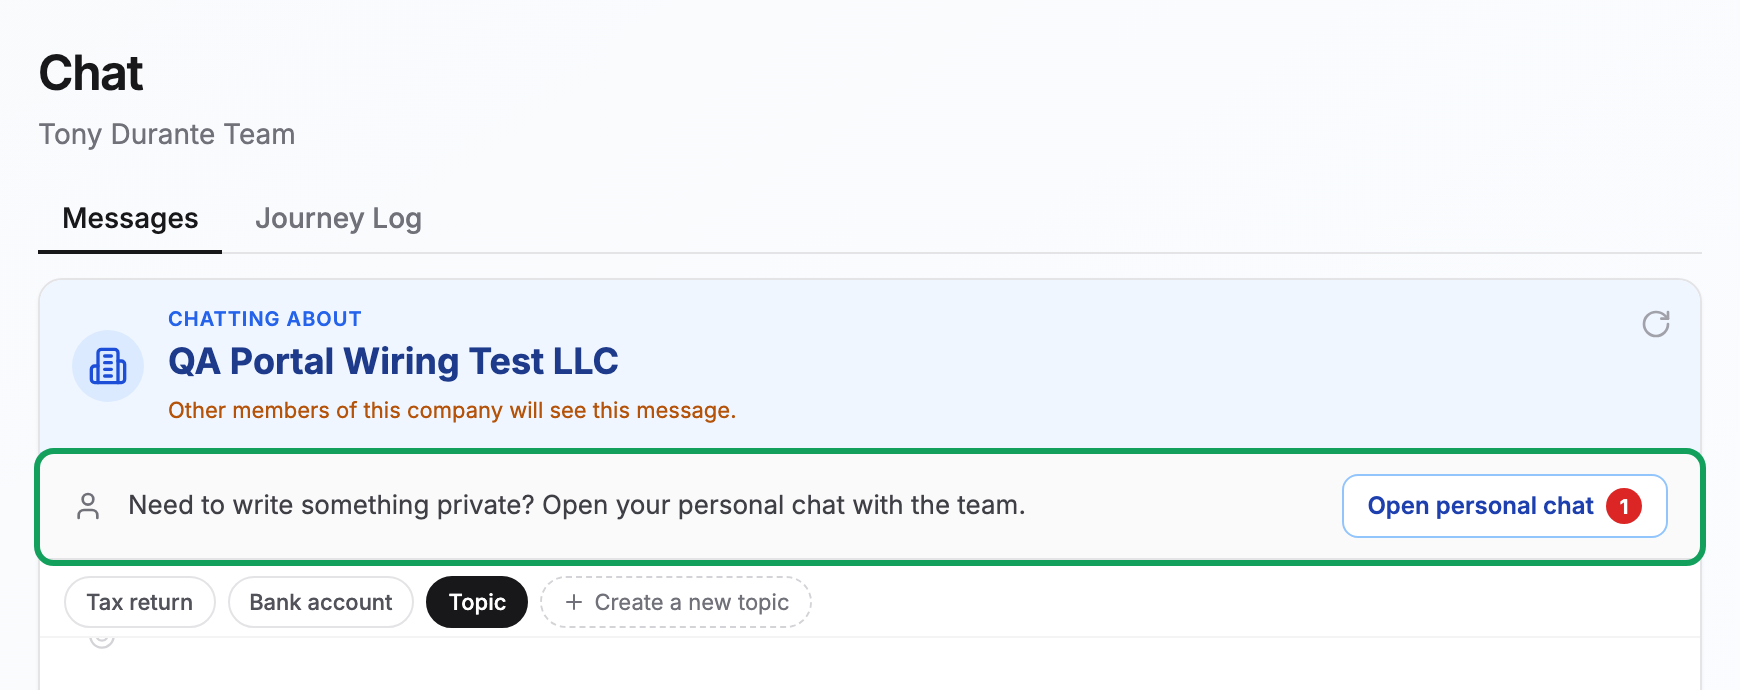 Chat
Tony Durante Team
Messages
Journey Log
CHATTING ABOUT
QA Portal Wiring Test LLC
Other members of this company will see this message.
Need to write something private? Open your personal chat with the team.
Open personal chat 1
Tax return
Bank account
Topic
+ Create a new topic